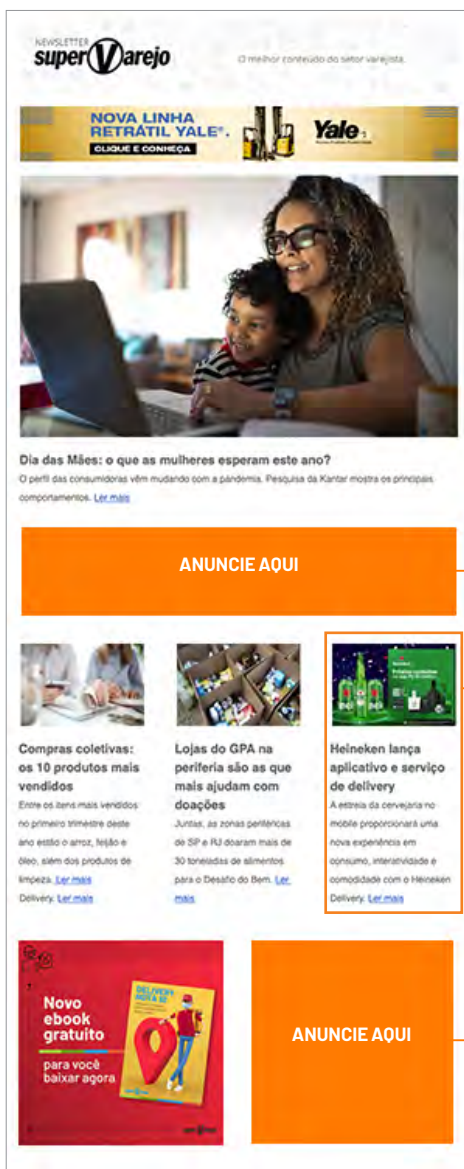 NEWSLETTER
superVarejo
O melhor conteúdo do setor varejista.
NOVA LINHA
RETRÁTIL YALE®.
CLIQUE E CONHEÇA
Yale
Dia das Mães: o que as mulheres esperam este ano?
O perfil das consumidoras vêm mudando com a pandemia. Pesquisa da Kantar mostra os principais
comportamentos. Ler mais
ANUNCIE AQUI
Compras coletivas:
os 10 produtos mais
vendidos
Entre os itens mais vendidos
no primeiro trimestre deste
ano estão o arroz, feijão e
óleo, além dos produtos de
limpeza. Ler mais
Delivery. Ler mais
Lojas do GPA na
periferia são as que
mais ajudam com
doações
Juntas, as zonas periféricas
de SP e RJ doaram mais de
30 toneladas de alimentos
para o Desafio do Bem. Ler
mais
Heineken lança
aplicativo e serviço
de delivery
A estreia da cervejaria no
mobile proporcionará uma
nova experiência em
consumo, interatividade e
comodidade com o Heineken
Delivery. Ler mais
Novo
ebook
gratuito
para você
baixar agora
DELIVERY
NOTA 10
ANUNCIE AQUI